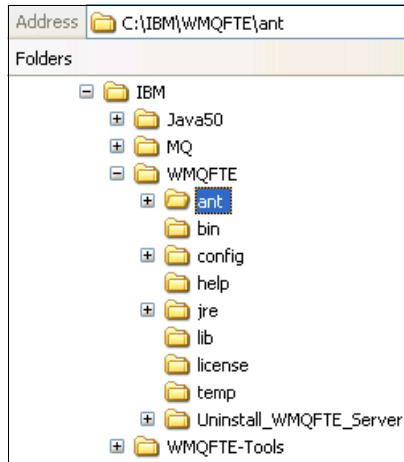 Address C:\IBM\WMQFTE\ant
Folders
IBM
Java50
MQ
WMQFTE
ant
bin
config
help
jre
lib
license
temp
Uninstall_WMQFTE_Server
WMQFTE-Tools